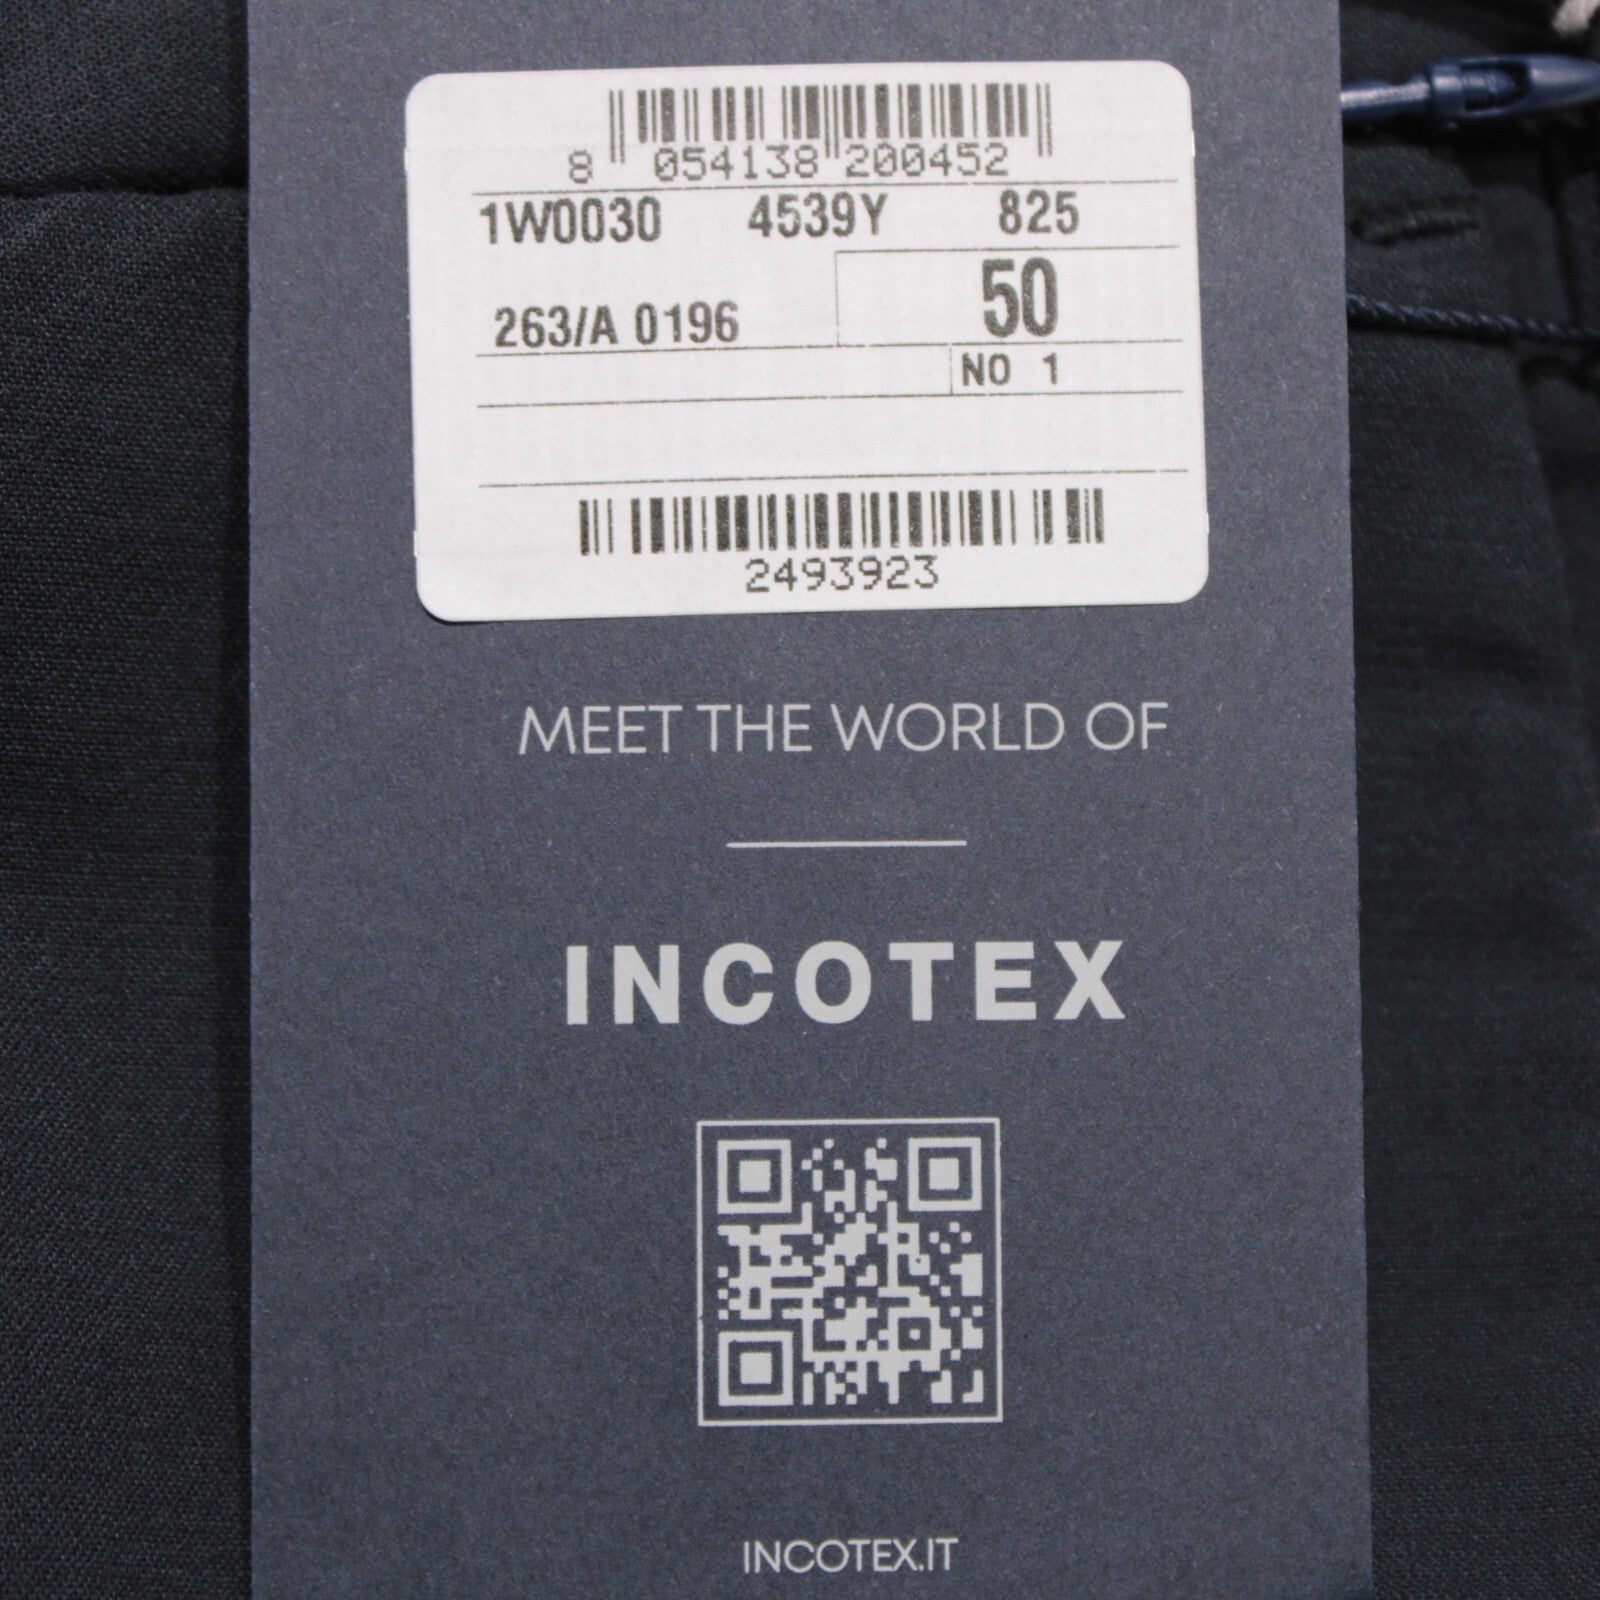 8 054138 200452
1W0030 4539Y 825
50
263/A 0196
NO 1
2493923
MEET THE WORLD OF
INCOTEX
INCOTEX.IT